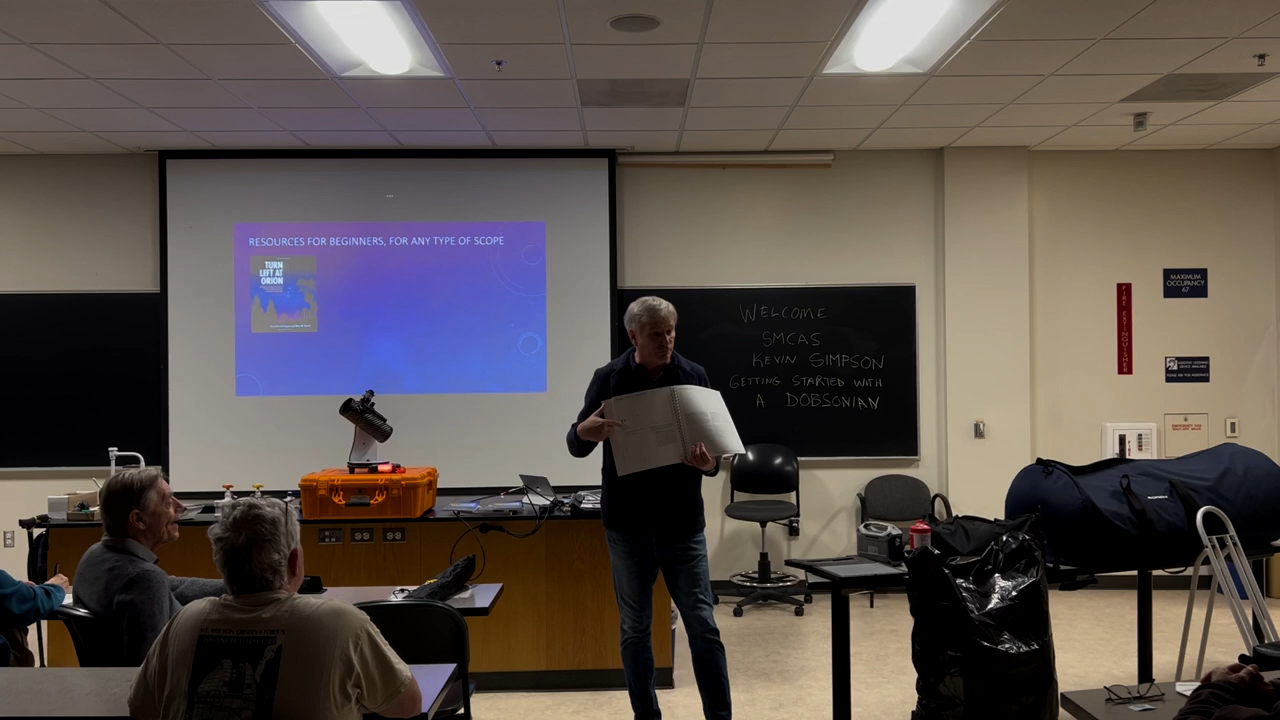 RESOURCES FOR BEGINNERS, FOR ANY TYPE OF SCOPE
TURN
LEFT AT
ORION
WELCOME
SMCAS
KEVIN SIMPSON
GETTING STARTED WITH
A DOBSONIAN
FIRE EXTINGUISHER
MAXIMUM
OCCUPANCY
67